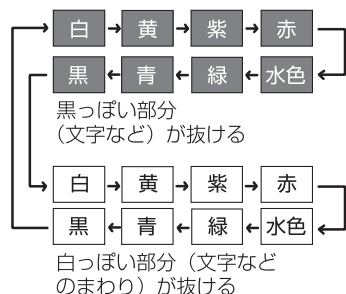 白 黄 紫 赤
黒 青 緑 水色
黒っぽい部分
（文字など）が抜ける
白 黄 紫 赤
黒 青 緑 水色
白っぽい部分（文字など
のまわり）が抜ける